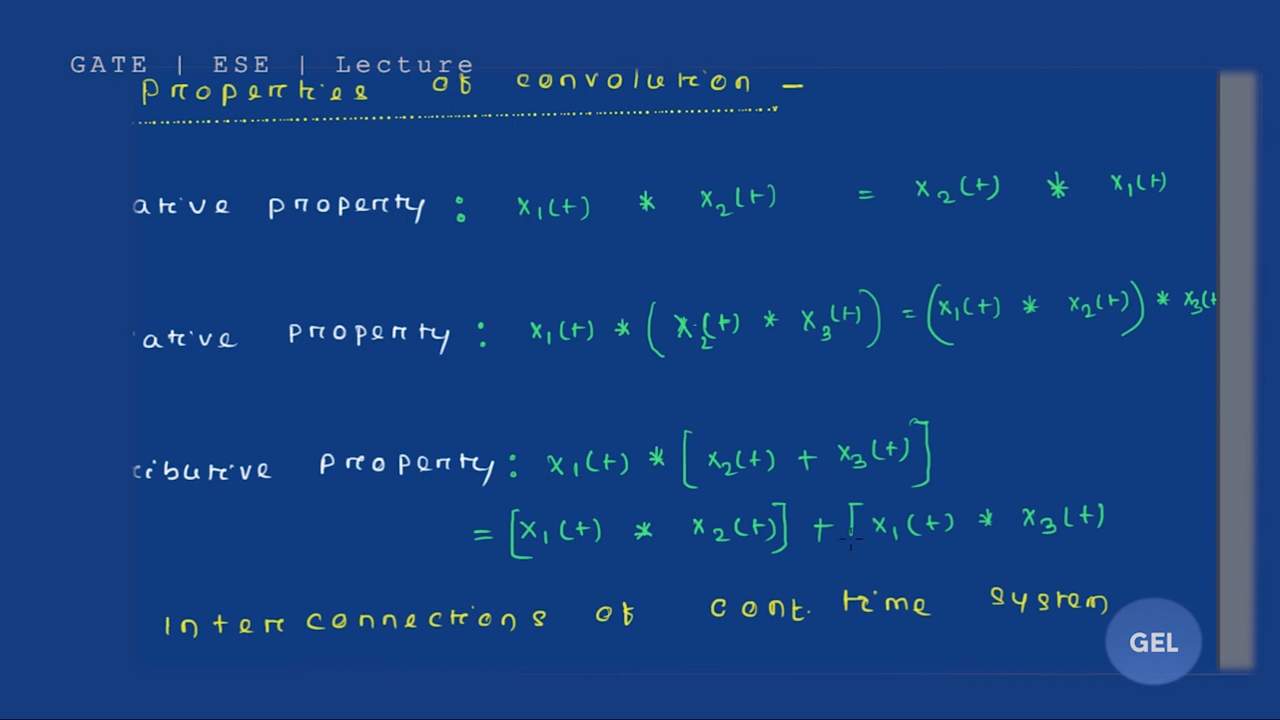 GATE | ESE | Lecture
Properties of convolution –
ative property : x₁(t) * x₂(t) = x₂(t) * x₁(t)
iative property : x₁(t) * (x₂(t) * x₃(t)) = (x₁(t) * x₂(t)) * x₃(t
ributive property : x₁(t) * [x₂(t) + x₃(t)]
= [x₁(t) * x₂(t)] + [x₁(t) * x₃(t)
Interconnections of cont. time system
GEL